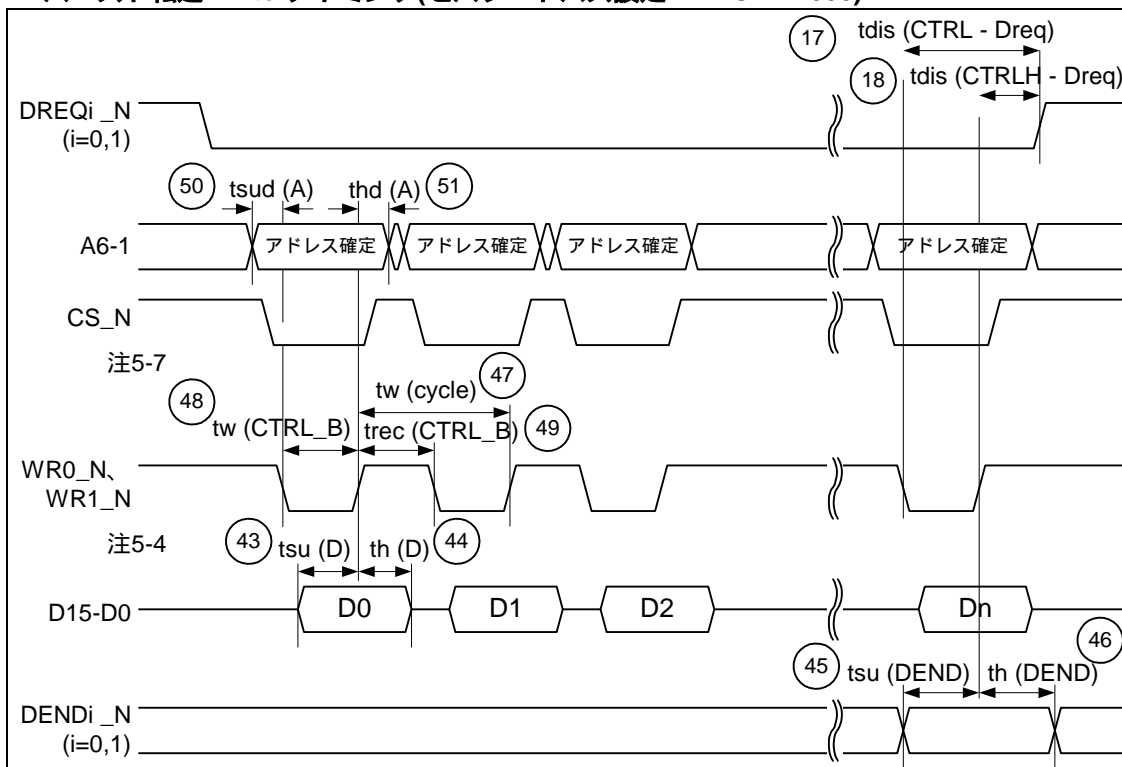 17
tdis (CTRL - Dreq)
18
tdis (CTRLH - Dreq)
DREQi _N
(i=0,1)
50
tsud (A)
thd (A)
51
A6-1
アドレス確定
アドレス確定
アドレス確定
アドレス確定
CS_N
注5-7
47
tw (cycle)
48
tw (CTRL_B)
trec (CTRL_B)
49
WR0_N、
WR1_N
注5-4
43
tsu (D)
th (D)
44
D15-D0
D0
D1
D2
Dn
45
tsu (DEND)
th (DEND)
46
DENDi _N
(i=0,1)